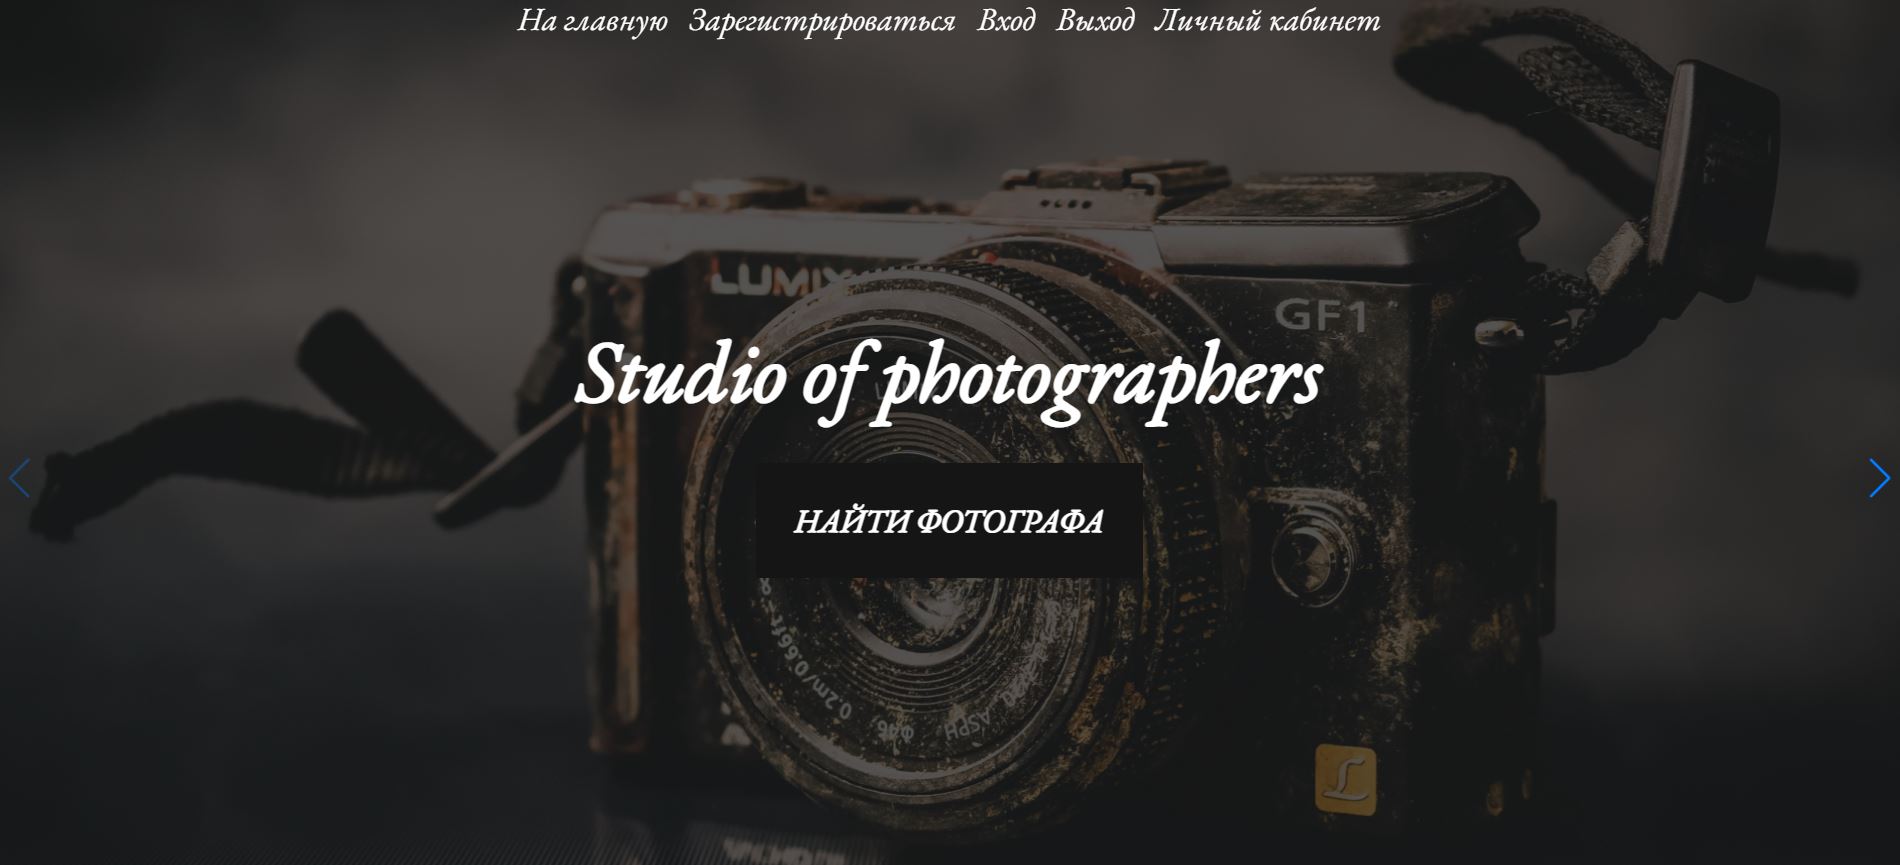 На главную Зарегистрироваться Вход Выход Личный кабинет
LUMIX
GF1
Studio of photographers
НАЙТИ ФОТОГРАФА
0.2m/0.66ft-∞
ϕ46
ASPH.
L